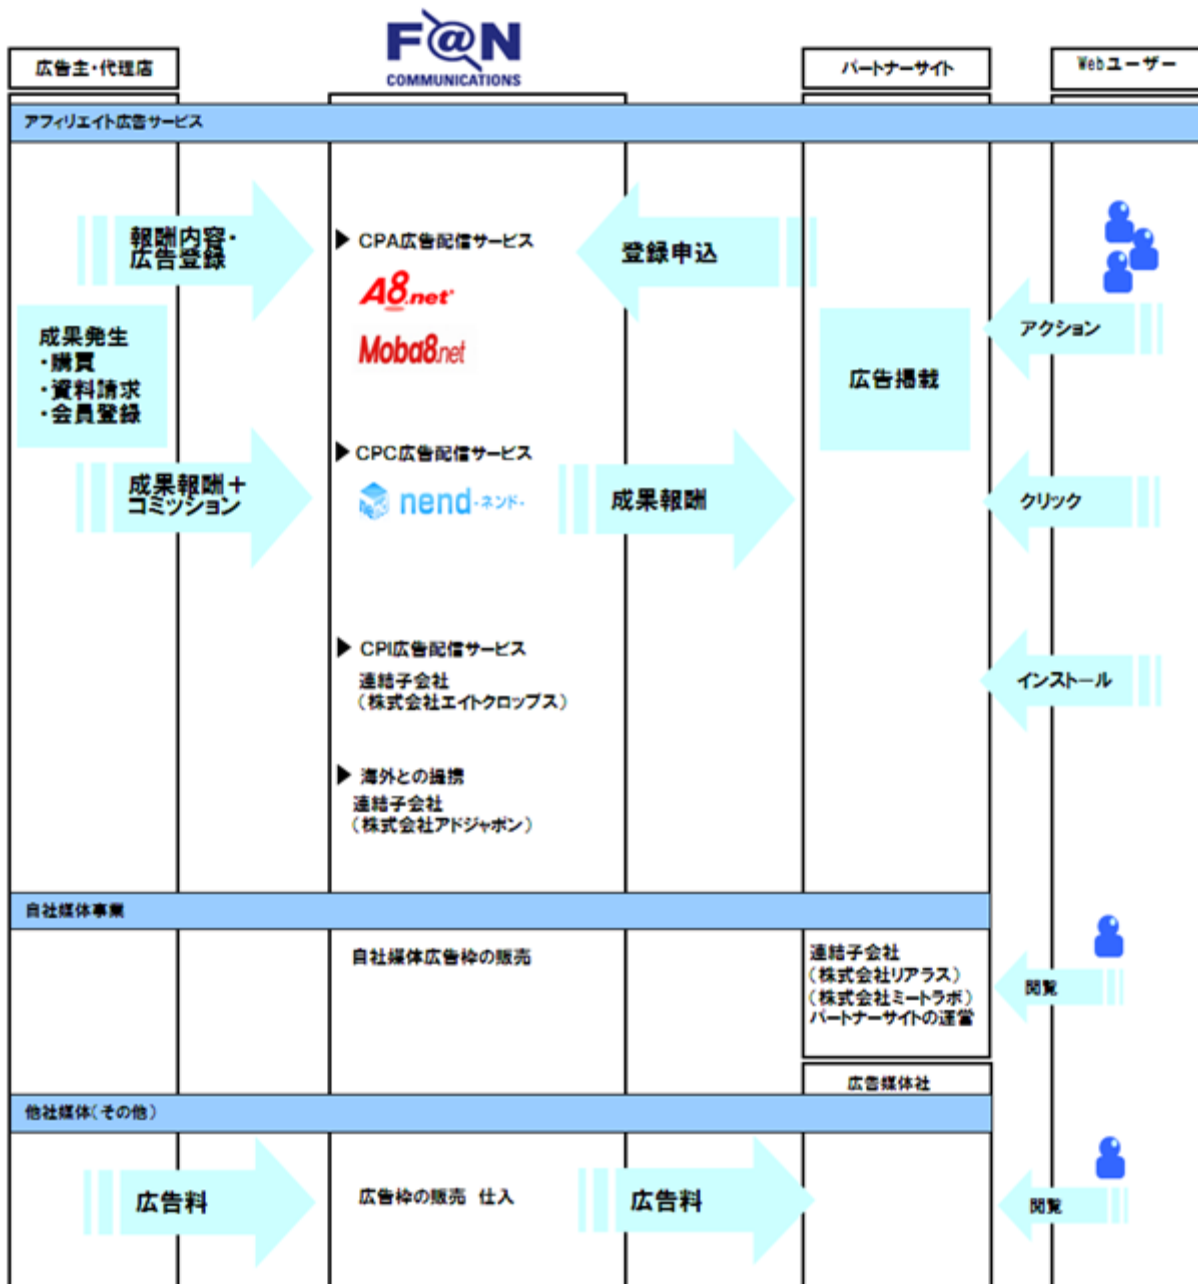 F@N
COMMUNICATIONS
広告主・代理店
パートナーサイト
Webユーザー
アフィリエイト広告サービス
報酬内容・
広告登録
▶ CPA広告配信サービス
登録申込
A8.net
Moba8.net
成果発生
・購買
・資料請求
・会員登録
広告掲載
アクション
▶ CPC広告配信サービス
成果報酬＋
コミッション
nend -ネンド-
成果報酬
クリック
▶ CPI広告配信サービス
連結子会社
（株式会社エイトクロップス）
インストール
▶ 海外との提携
連結子会社
（株式会社アドジャポン）
自社媒体事業
自社媒体広告枠の販売
連結子会社
（株式会社リアラス）
（株式会社ミートラボ）
パートナーサイトの運営
閲覧
広告媒体社
他社媒体（その他）
広告料
広告枠の販売 仕入
広告料
閲覧